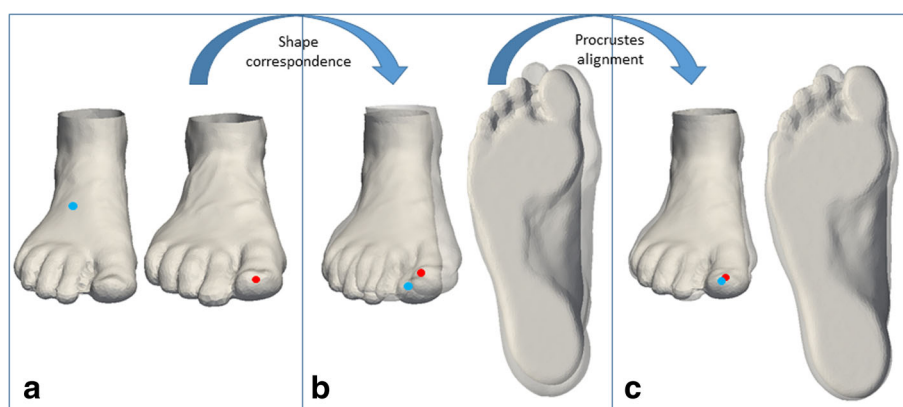 Shape
correspondence
Procrustes
alignment
a
b
c